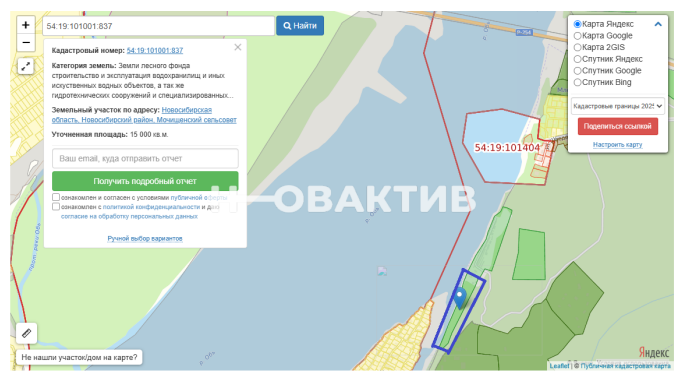 +
−
54:19:101001:837
Найти
Кадастровый номер: 54:19:101001:837
Категория земель: Земли лесного фонда
строительство и эксплуатация водохранилищ и иных
искусственных водных объектов, а так же
гидротехнических сооружений и специализированных...
Земельный участок по адресу: Новосибирская
область, Новосибирский район, Мочищенский сельсовет
Уточненная площадь: 15 000 кв.м.
Ваш email, куда отправить отчет
Получить подробный отчет
ознакомлен и согласен с условиями публичной оферты
ознакомлен с политикой конфиденциальности и даю
согласие на обработку персональных данных
Ручной выбор вариантов
Не нашли участок/дом на карте?
ОВАКТИВ
54:19:101404
Карта Яндекс
Карта Google
Карта 2GIS
Спутник Яндекс
Спутник Google
Спутник Bing
Кадастровые границы 2025
Поделиться ссылкой
Настроить карту
Яндекс
Leaflet | © Публичная кадастровая карта